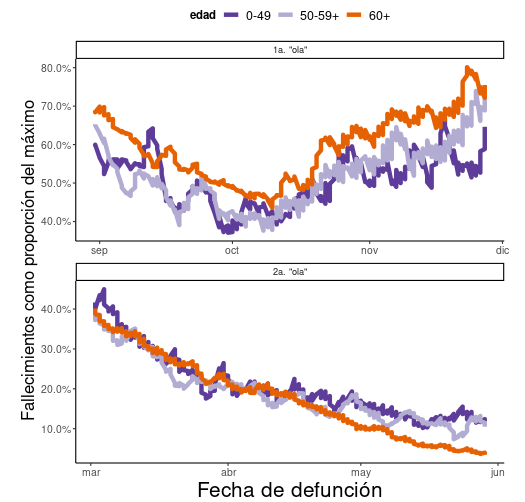 edad 0-49 50-59+ 60+
1a. "ola"
80.0%
70.0%
60.0%
50.0%
40.0%
sep oct nov dic
2a. "ola"
40.0%
30.0%
20.0%
10.0%
mar abr may jun
Fallecimientos como proporción del máximo
Fecha de defunción